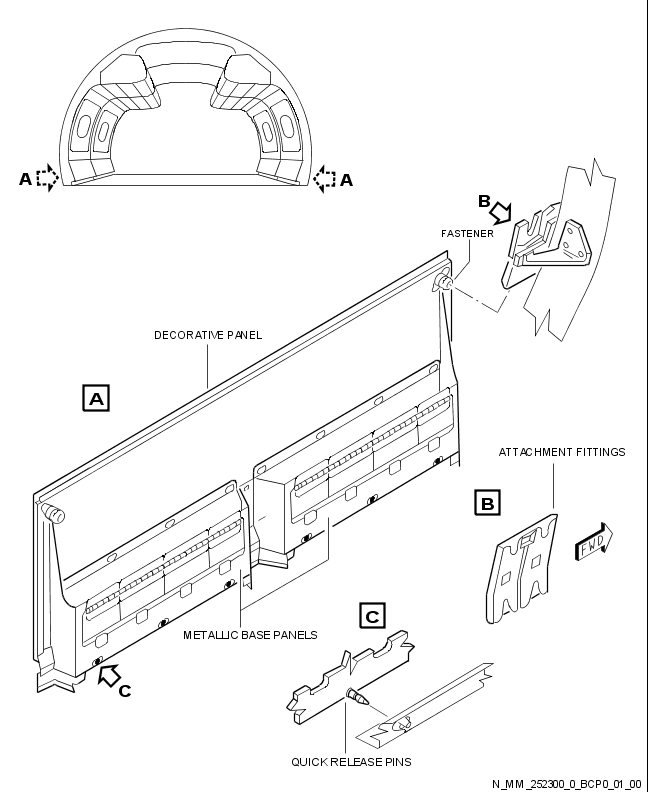 A
A
B
FASTENER
DECORATIVE PANEL
A
ATTACHMENT FITTINGS
B
FWD
C
METALLIC BASE PANELS
C
QUICK RELEASE PINS
N_MM_252300_0_BCP0_01_00